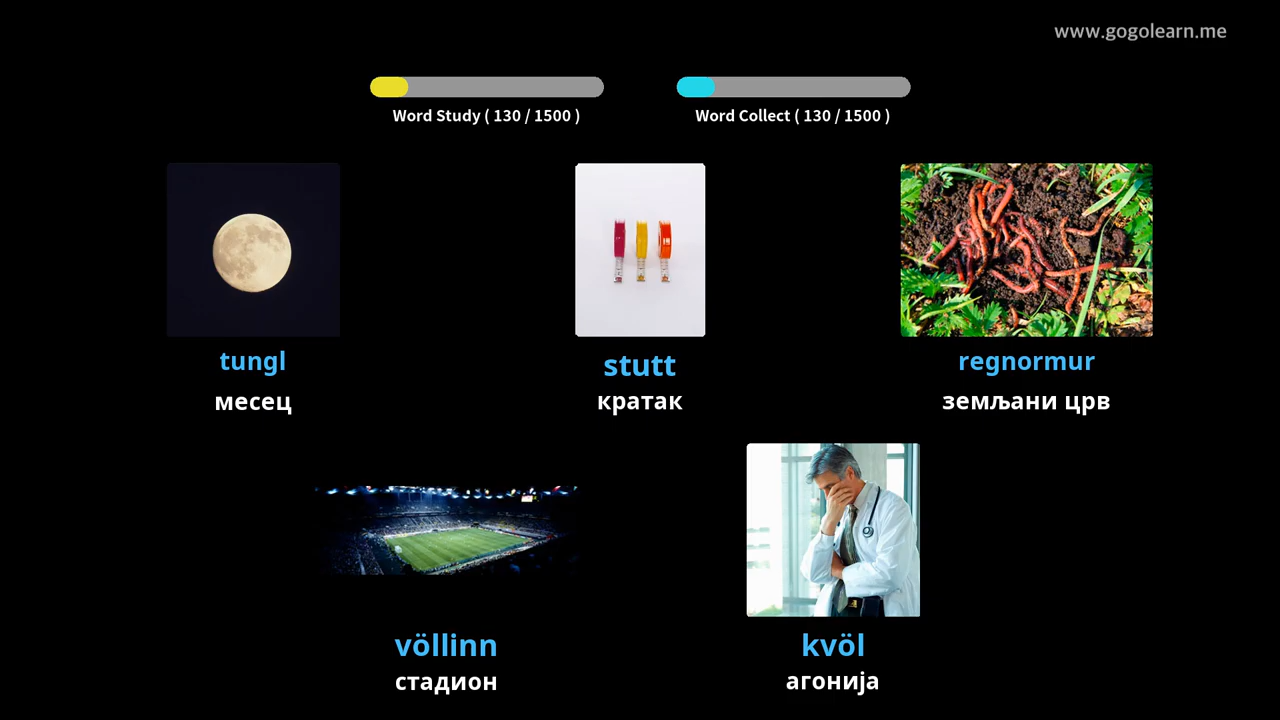 www.gogolearn.me
Word Study ( 130 / 1500 )
Word Collect ( 130 / 1500 )
tungl
stutt
regnormur
месец
кратак
земљани црв
völlinn
kvöl
стадион
агонија